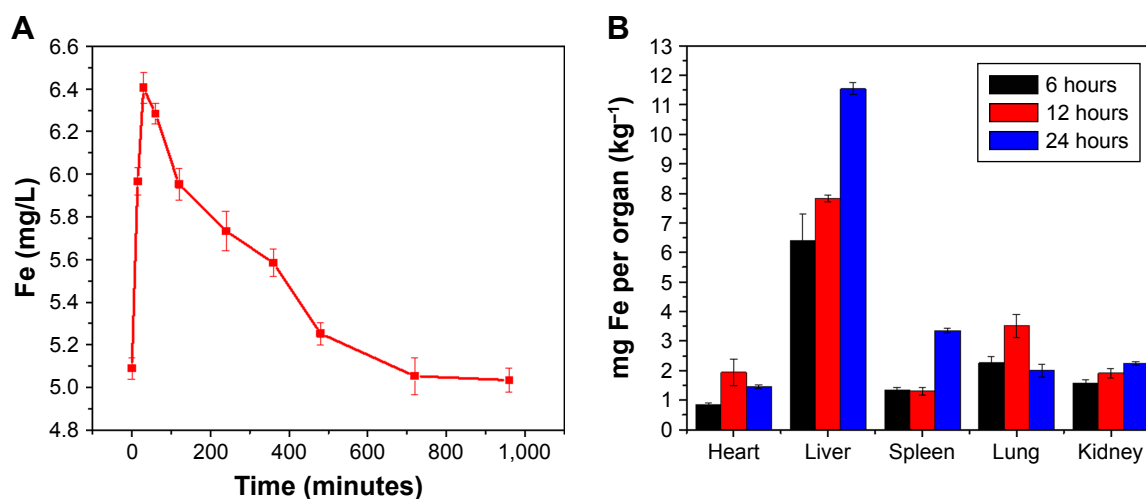 A
6.6
6.4
6.2
6.0
5.8
5.6
5.4
5.2
5.0
4.8
Fe (mg/L)
0 200 400 600 800 1,000
Time (minutes)
B
13
12
11
10
9
8
7
6
5
4
3
2
1
0
mg Fe per organ (kg⁻¹)
6 hours
12 hours
24 hours
Heart Liver Spleen Lung Kidney